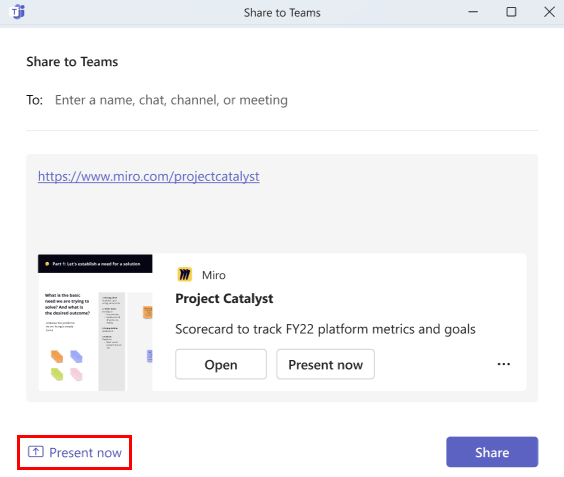 Share to Teams
Share to Teams
To: Enter a name, chat, channel, or meeting
https://www.miro.com/projectcatalyst
Part 1: Let's establish a need for a solution
What is the basic
need we are trying to
solve? And what is
the desired outcome?
Miro
Project Catalyst
Scorecard to track FY22 platform metrics and goals
Open
Present now
Present now
Share